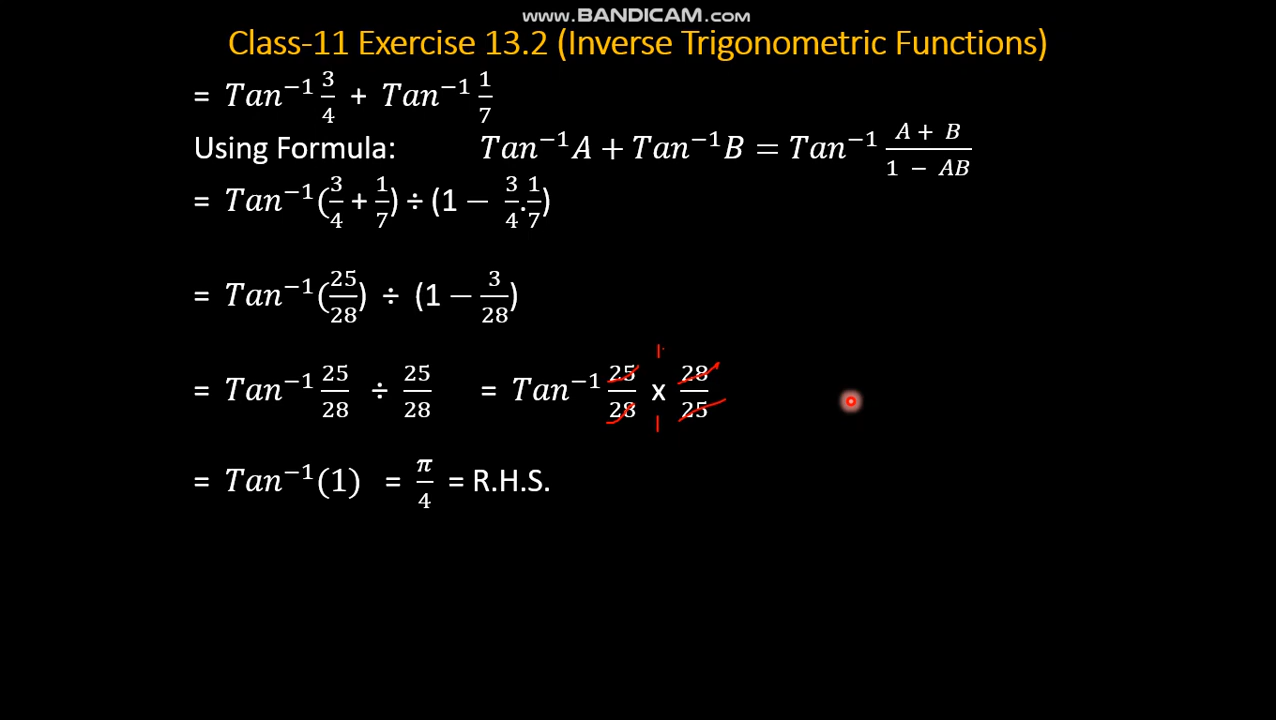 www.BANDICAM.com
Class-11 Exercise 13.2 (Inverse Trigonometric Functions)
= Tan⁻¹ 3/4 + Tan⁻¹ 1/7
Using Formula: Tan⁻¹A + Tan⁻¹B = Tan⁻¹ (A + B)/(1 − AB)
= Tan⁻¹(3/4 + 1/7) ÷ (1 − 3/4 . 1/7)
= Tan⁻¹(25/28) ÷ (1 − 3/28)
= Tan⁻¹ 25/28 ÷ 25/28 = Tan⁻¹ 25/28 x 28/25
= Tan⁻¹(1) = π/4 = R.H.S.